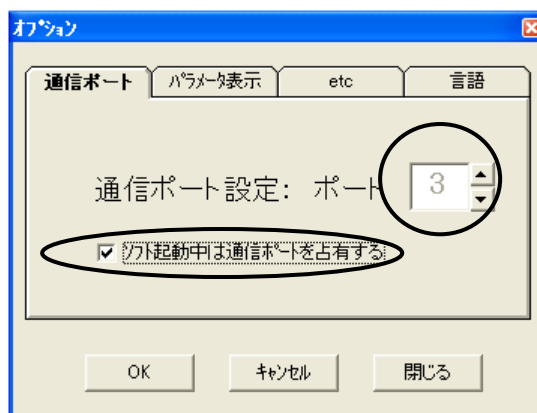 ｵﾌﾟｼｮﾝ
通信ポート ﾊﾟﾗﾒｰﾀ表示 etc 言語
通信ポート設定: ポート 3
ｿﾌﾄ起動中は通信ﾎﾟｰﾄを占有する
OK ｷｬﾝｾﾙ 閉じる